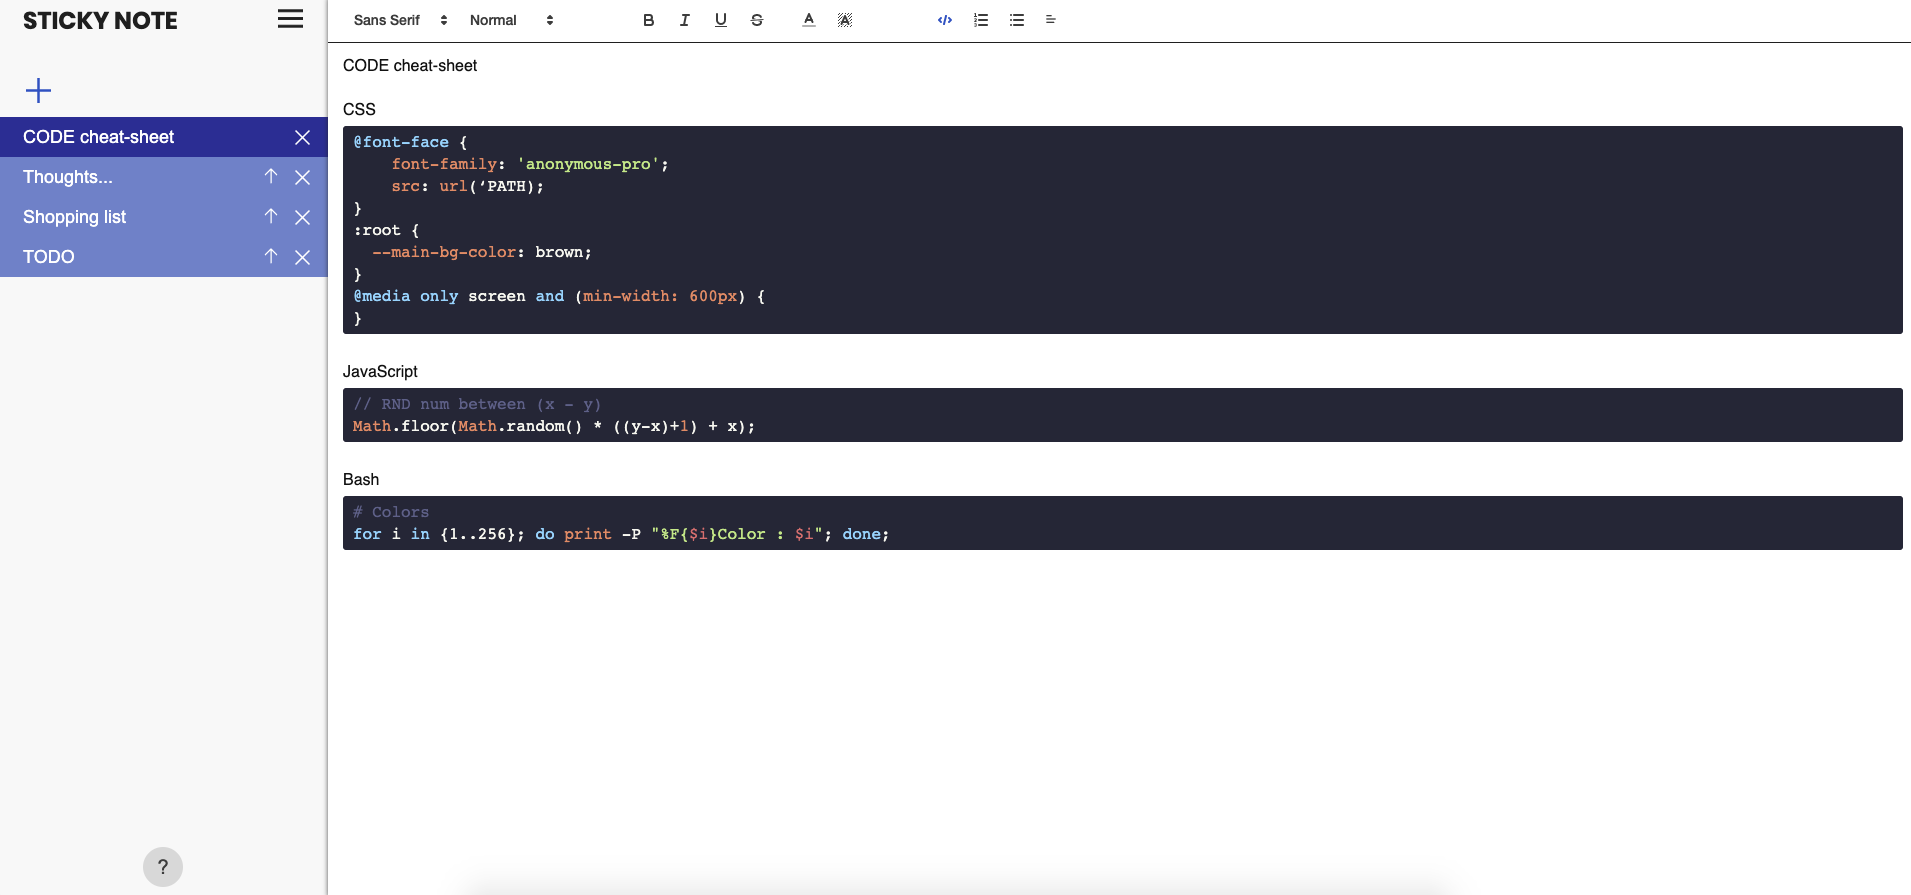 STICKY NOTE
Sans Serif Normal B I U S A A
CODE cheat-sheet
Thoughts...
Shopping list
TODO
?
CODE cheat-sheet
CSS
@font-face {
    font-family: 'anonymous-pro';
    src: url(‘PATH);
}
:root {
  --main-bg-color: brown;
}
@media only screen and (min-width: 600px) {
}
JavaScript
// RND num between (x - y)
Math.floor(Math.random() * ((y-x)+1) + x);
Bash
# Colors
for i in {1..256}; do print -P "%F{$i}Color : $i"; done;